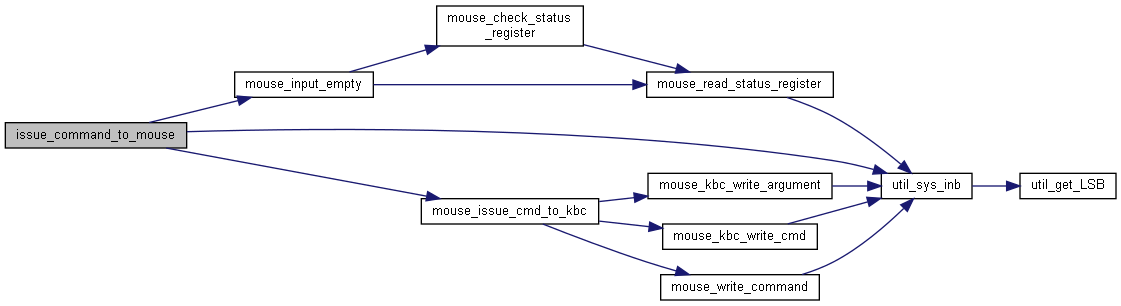 mouse_check_status
_register
mouse_input_empty
mouse_read_status_register
issue_command_to_mouse
mouse_kbc_write_argument
util_sys_inb
util_get_LSB
mouse_issue_cmd_to_kbc
mouse_kbc_write_cmd
mouse_write_command